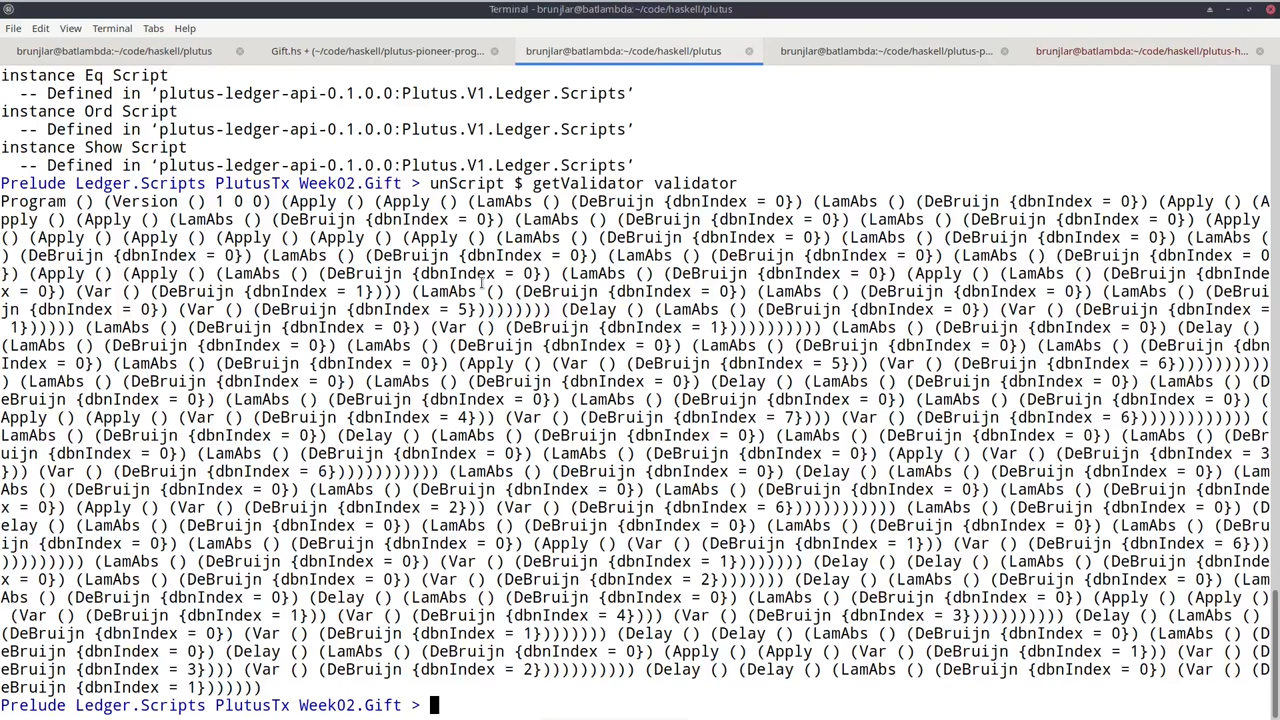 Terminal - brunjlar@batlambda:~/code/haskell/plutus
File Edit View Terminal Tabs Help
brunjlar@batlambda:~/code/haskell/plutus Gift.hs + (~/code/haskell/plutus-pioneer-prog... brunjlar@batlambda:~/code/haskell/plutus brunjlar@batlambda:~/code/haskell/plutus-p... brunjlar@batlambda:~/code/haskell/plutus-h...
instance Eq Script
  -- Defined in ‘plutus-ledger-api-0.1.0.0:Plutus.V1.Ledger.Scripts’
instance Ord Script
  -- Defined in ‘plutus-ledger-api-0.1.0.0:Plutus.V1.Ledger.Scripts’
instance Show Script
  -- Defined in ‘plutus-ledger-api-0.1.0.0:Plutus.V1.Ledger.Scripts’
Prelude Ledger.Scripts PlutusTx Week02.Gift > unScript $ getValidator validator
Program () (Version () 1 0 0) (Apply () (Apply () (LamAbs () (DeBruijn {dbnIndex = 0}) (LamAbs () (DeBruijn {dbnIndex = 0}) (Apply () (A
pply () (Apply () (LamAbs () (DeBruijn {dbnIndex = 0}) (LamAbs () (DeBruijn {dbnIndex = 0}) (LamAbs () (DeBruijn {dbnIndex = 0}) (Apply
() (Apply () (Apply () (Apply () (Apply () (Apply () (LamAbs () (DeBruijn {dbnIndex = 0}) (LamAbs () (DeBruijn {dbnIndex = 0}) (LamAbs (
) (DeBruijn {dbnIndex = 0}) (LamAbs () (DeBruijn {dbnIndex = 0}) (LamAbs () (DeBruijn {dbnIndex = 0}) (LamAbs () (DeBruijn {dbnIndex = 0
}) (Apply () (Apply () (LamAbs () (DeBruijn {dbnIndex = 0}) (LamAbs () (DeBruijn {dbnIndex = 0}) (Apply () (LamAbs () (DeBruijn {dbnInde
x = 0}) (Var () (DeBruijn {dbnIndex = 1}))) (LamAbs () (DeBruijn {dbnIndex = 0}) (LamAbs () (DeBruijn {dbnIndex = 0}) (LamAbs () (DeBrui
jn {dbnIndex = 0}) (Var () (DeBruijn {dbnIndex = 5})))))))) (Delay () (LamAbs () (DeBruijn {dbnIndex = 0}) (Var () (DeBruijn {dbnIndex =
 1})))))) (LamAbs () (DeBruijn {dbnIndex = 0}) (Var () (DeBruijn {dbnIndex = 1})))))))))) (LamAbs () (DeBruijn {dbnIndex = 0}) (Delay ()
(LamAbs () (DeBruijn {dbnIndex = 0}) (LamAbs () (DeBruijn {dbnIndex = 0}) (LamAbs () (DeBruijn {dbnIndex = 0}) (LamAbs () (DeBruijn {dbn
Index = 0}) (LamAbs () (DeBruijn {dbnIndex = 0}) (Apply () (Var () (DeBruijn {dbnIndex = 5})) (Var () (DeBruijn {dbnIndex = 6}))))))))))
) (LamAbs () (DeBruijn {dbnIndex = 0}) (LamAbs () (DeBruijn {dbnIndex = 0}) (Delay () (LamAbs () (DeBruijn {dbnIndex = 0}) (LamAbs () (D
eBruijn {dbnIndex = 0}) (LamAbs () (DeBruijn {dbnIndex = 0}) (LamAbs () (DeBruijn {dbnIndex = 0}) (LamAbs () (DeBruijn {dbnIndex = 0}) (
Apply () (Apply () (Var () (DeBruijn {dbnIndex = 4})) (Var () (DeBruijn {dbnIndex = 7}))) (Var () (DeBruijn {dbnIndex = 6})))))))))))) (
LamAbs () (DeBruijn {dbnIndex = 0}) (Delay () (LamAbs () (DeBruijn {dbnIndex = 0}) (LamAbs () (DeBruijn {dbnIndex = 0}) (LamAbs () (DeBr
uijn {dbnIndex = 0}) (LamAbs () (DeBruijn {dbnIndex = 0}) (LamAbs () (DeBruijn {dbnIndex = 0}) (Apply () (Var () (DeBruijn {dbnIndex = 3
})) (Var () (DeBruijn {dbnIndex = 6}))))))))))) (LamAbs () (DeBruijn {dbnIndex = 0}) (Delay () (LamAbs () (DeBruijn {dbnIndex = 0}) (Lam
Abs () (DeBruijn {dbnIndex = 0}) (LamAbs () (DeBruijn {dbnIndex = 0}) (LamAbs () (DeBruijn {dbnIndex = 0}) (LamAbs () (DeBruijn {dbnInde
x = 0}) (Apply () (Var () (DeBruijn {dbnIndex = 2})) (Var () (DeBruijn {dbnIndex = 6}))))))))))) (LamAbs () (DeBruijn {dbnIndex = 0}) (D
elay () (LamAbs () (DeBruijn {dbnIndex = 0}) (LamAbs () (DeBruijn {dbnIndex = 0}) (LamAbs () (DeBruijn {dbnIndex = 0}) (LamAbs () (DeBru
ijn {dbnIndex = 0}) (LamAbs () (DeBruijn {dbnIndex = 0}) (Apply () (Var () (DeBruijn {dbnIndex = 1})) (Var () (DeBruijn {dbnIndex = 6}))
))))))))) (LamAbs () (DeBruijn {dbnIndex = 0}) (Var () (DeBruijn {dbnIndex = 1}))))))) (Delay () (Delay () (LamAbs () (DeBruijn {dbnInde
x = 0}) (LamAbs () (DeBruijn {dbnIndex = 0}) (Var () (DeBruijn {dbnIndex = 2}))))))) (Delay () (LamAbs () (DeBruijn {dbnIndex = 0}) (Lam
Abs () (DeBruijn {dbnIndex = 0}) (Delay () (LamAbs () (DeBruijn {dbnIndex = 0}) (LamAbs () (DeBruijn {dbnIndex = 0}) (Apply () (Apply ()
 (Var () (DeBruijn {dbnIndex = 1})) (Var () (DeBruijn {dbnIndex = 4}))) (Var () (DeBruijn {dbnIndex = 3})))))))))) (Delay () (LamAbs ()
(DeBruijn {dbnIndex = 0}) (Var () (DeBruijn {dbnIndex = 1}))))))) (Delay () (Delay () (LamAbs () (DeBruijn {dbnIndex = 0}) (LamAbs () (D
eBruijn {dbnIndex = 0}) (Delay () (LamAbs () (DeBruijn {dbnIndex = 0}) (Apply () (Apply () (Var () (DeBruijn {dbnIndex = 1})) (Var () (D
eBruijn {dbnIndex = 3}))) (Var () (DeBruijn {dbnIndex = 2}))))))))))) (Delay () (Delay () (LamAbs () (DeBruijn {dbnIndex = 0}) (Var () (D
eBruijn {dbnIndex = 1})))))))
Prelude Ledger.Scripts PlutusTx Week02.Gift >